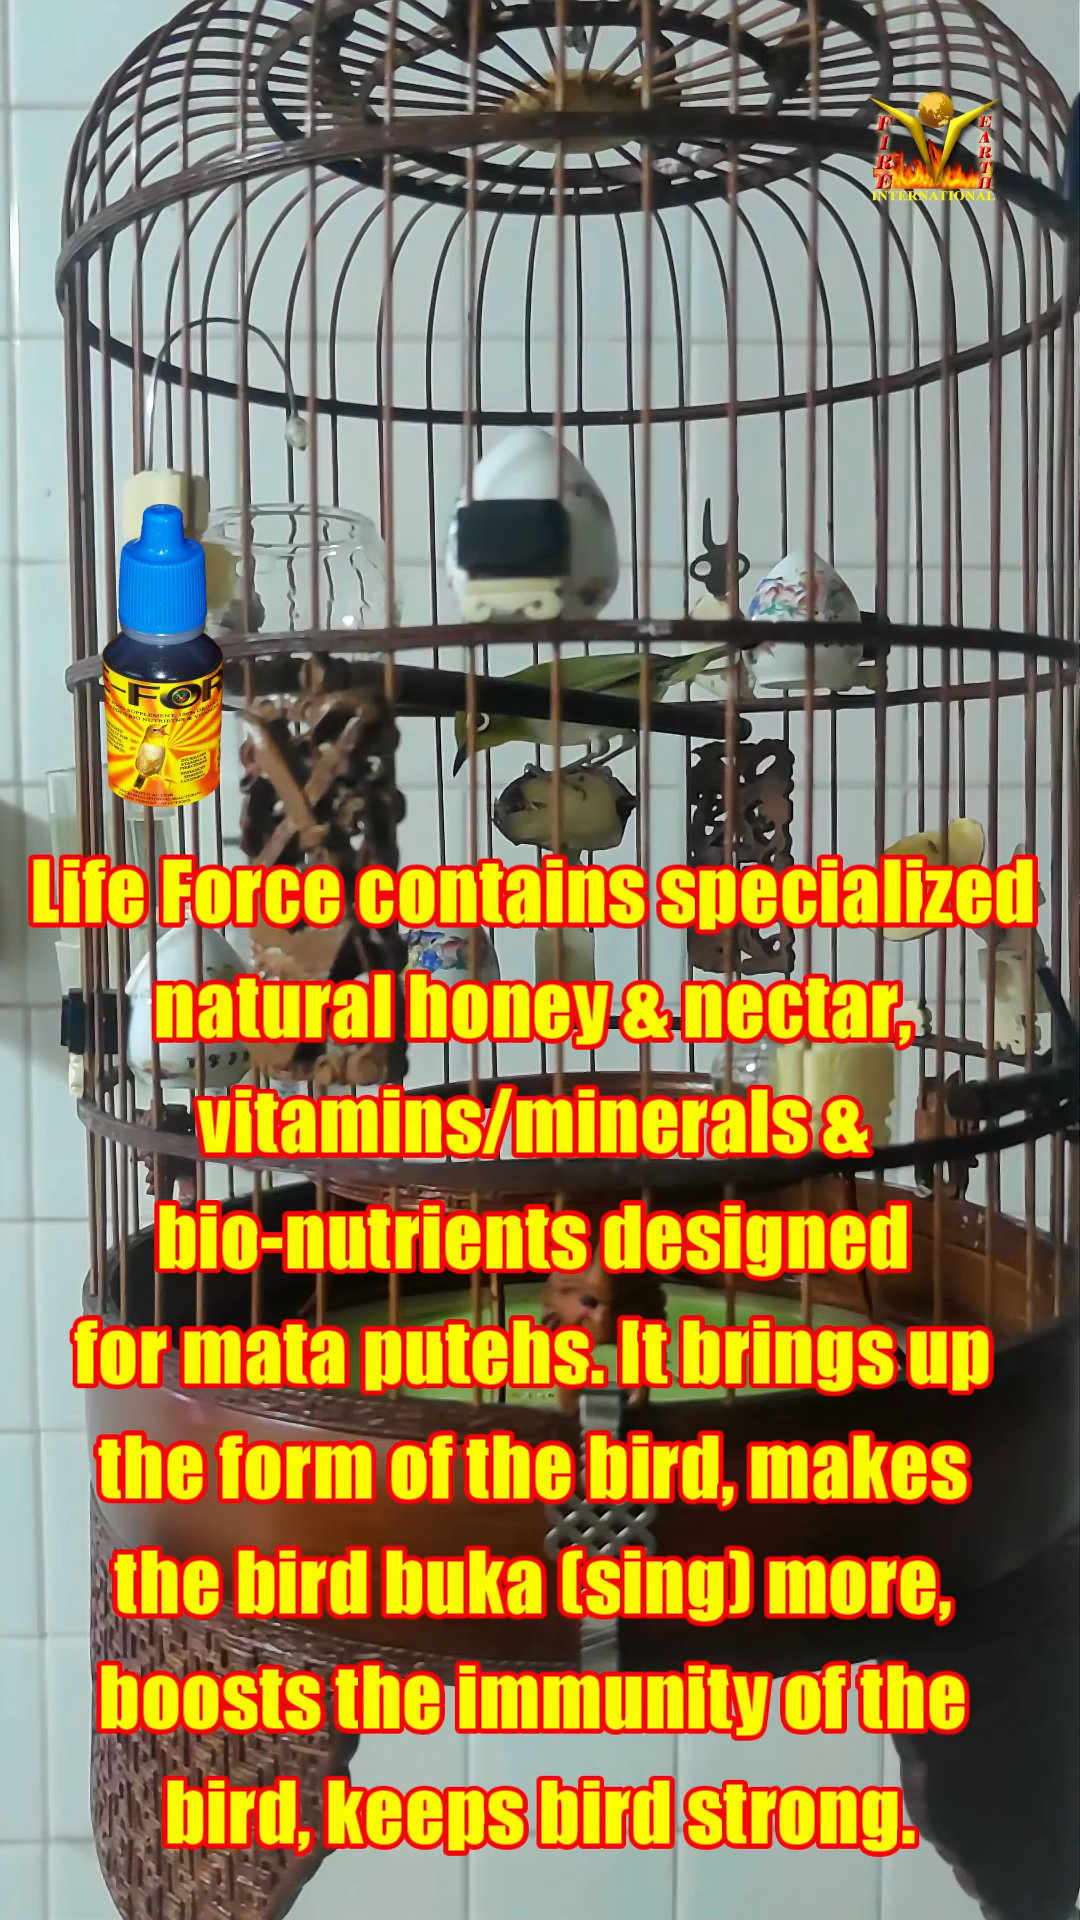 FIRE
EARTH
INTERNATIONAL
E-FOR
Life Force contains specialized
natural honey & nectar,
vitamins/minerals &
bio-nutrients designed
for mata putehs. It brings up
the form of the bird, makes
the bird buka (sing) more,
boosts the immunity of the
bird, keeps bird strong.